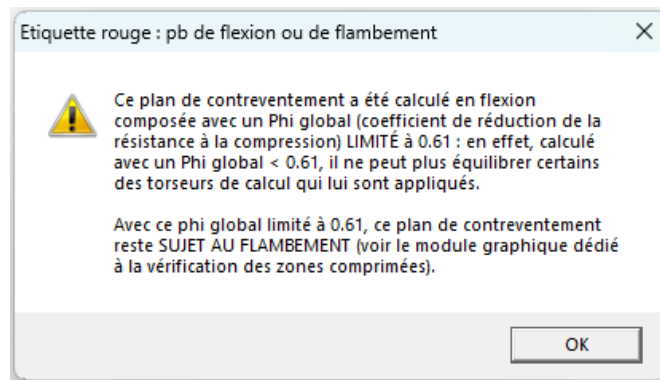 Etiquette rouge : pb de flexion ou de flambement
Ce plan de contreventement a été calculé en flexion
composée avec un Phi global (coefficient de réduction de la
résistance à la compression) LIMITÉ à 0.61 : en effet, calculé
avec un Phi global < 0.61, il ne peut plus équilibrer certains
des torseurs de calcul qui lui sont appliqués.
Avec ce phi global limité à 0.61, ce plan de contreventement
reste SUJET AU FLAMBEMENT (voir le module graphique dédié
à la vérification des zones comprimées).
OK